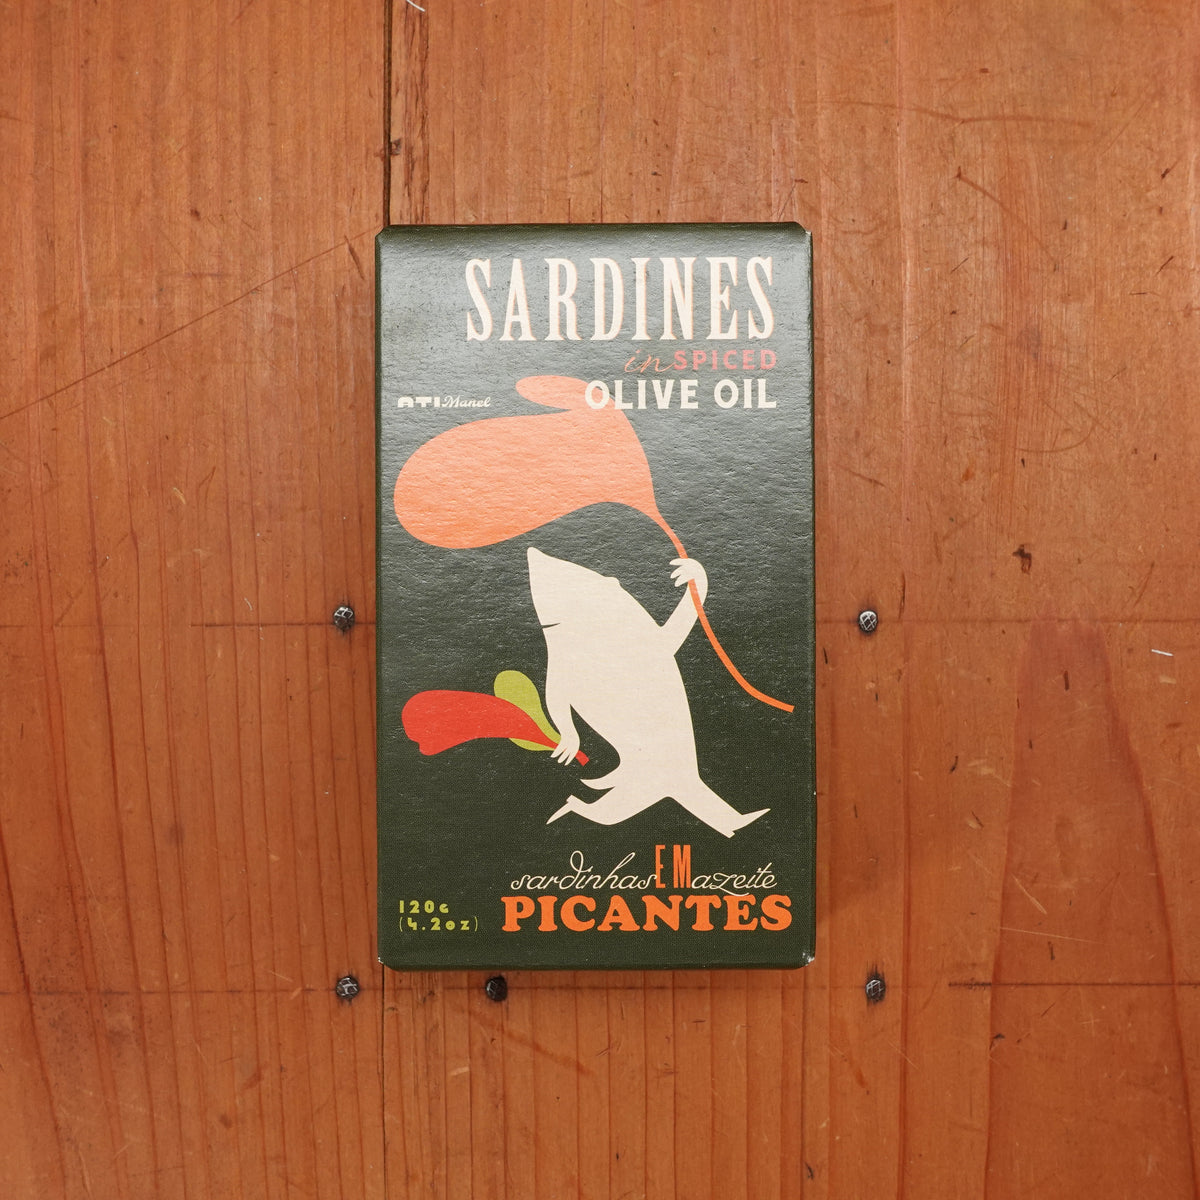 SARDINES
in SPICED
OLIVE OIL
ATI Manel
sardinhas EM azeite
PICANTES
120G
(4.2oz)